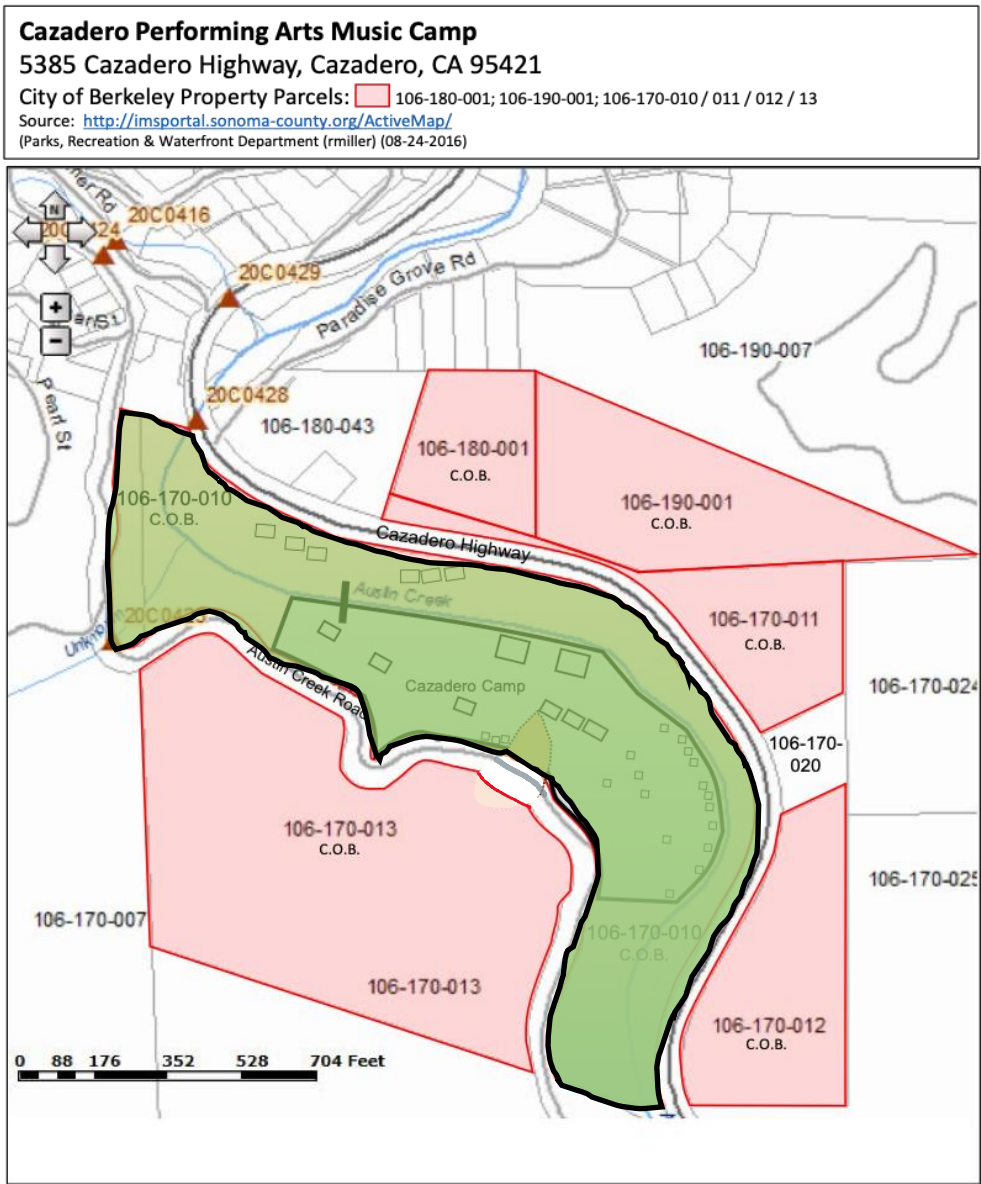 Cazadero Performing Arts Music Camp
5385 Cazadero Highway, Cazadero, CA 95421
City of Berkeley Property Parcels: 106-180-001; 106-190-001; 106-170-010 / 011 / 012 / 13
Source: http://imsportal.sonoma-county.org/ActiveMap/
(Parks, Recreation & Waterfront Department (rmiller) (08-24-2016)
Rd
N
20C0416
20C0429
Paradise Grove Rd
+
-
106-190-007
Pearl St
20C0428
106-180-043
106-180-001
C.O.B.
106-190-001
C.O.B.
106-170-010
C.O.B.
Cazadero Highway
Austin Creek
106-170-011
C.O.B.
Austin Creek Road
Cazadero Camp
106-170-024
106-170-
020
106-170-013
C.O.B.
106-170-025
106-170-007
106-170-010
C.O.B.
106-170-013
106-170-012
C.O.B.
0 88 176 352 528 704 Feet